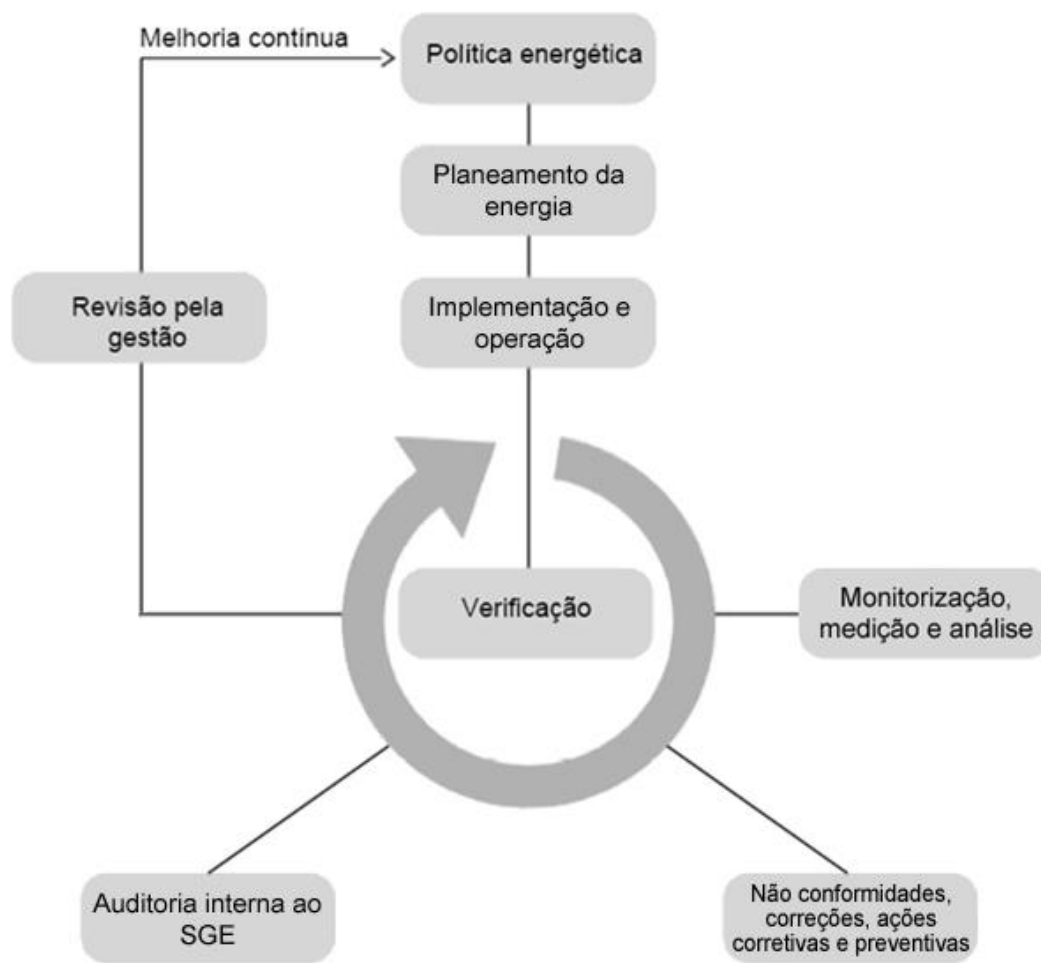 Melhoria contínua
Política energética
Planeamento da
energia
Implementação e
operação
Revisão pela
gestão
Verificação
Monitorização,
medição e análise
Auditoria interna ao
SGE
Não conformidades,
correções, ações
corretivas e preventivas